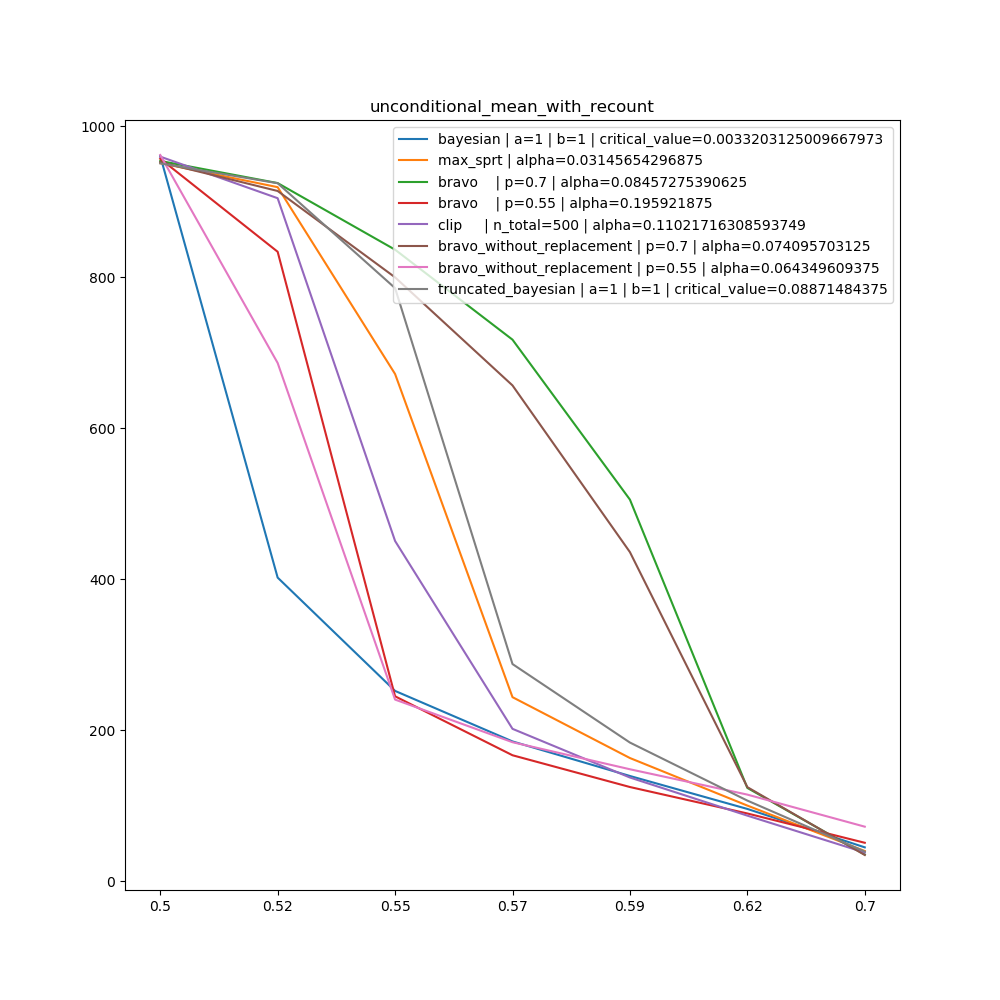 unconditional_mean_with_recount
1000
800
600
400
200
0
bayesian | a=1 | b=1 | critical_value=0.0033203125009667973
max_sprt | alpha=0.03145654296875
bravo    | p=0.7 | alpha=0.08457275390625
bravo    | p=0.55 | alpha=0.195921875
clip     | n_total=500 | alpha=0.11021716308593749
bravo_without_replacement | p=0.7 | alpha=0.074095703125
bravo_without_replacement | p=0.55 | alpha=0.064349609375
truncated_bayesian | a=1 | b=1 | critical_value=0.08871484375
0.5 0.52 0.55 0.57 0.59 0.62 0.7